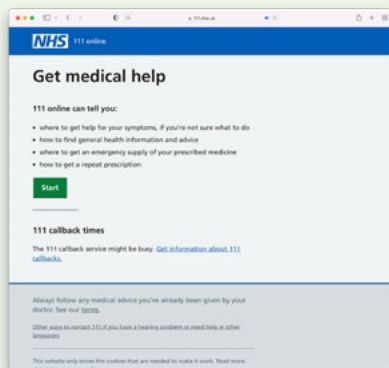 111.nhs.uk
NHS 111 online
Get medical help
111 online can tell you:
• where to get help for your symptoms, if you're not sure what to do
• how to find general health information and advice
• where to get an emergency supply of your prescribed medicine
• how to get a repeat prescription
Start
111 callback times
The 111 callback service might be busy. Get information about 111
callbacks.
Always follow any medical advice you've already been given by your
doctor. See our terms.
Other ways to contact 111 if you have a hearing problem or need help in other
languages
This website only stores the cookies that are needed to make it work. Read more